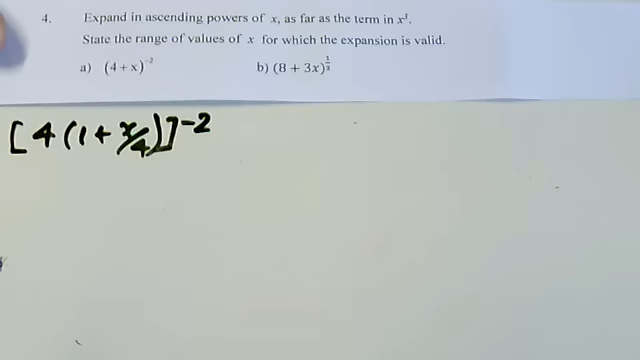 4. Expand in ascending powers of x, as far as the term in x³.
State the range of values of x for which the expansion is valid.
a) (4 + x)⁻² b) (8 + 3x)^(1/3)
[4(1 + x/4)]⁻²